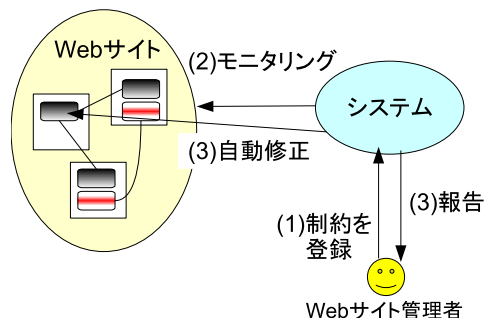 Webサイト
(2)モニタリング
システム
(3)自動修正
(1)制約を
登録
(3)報告
Webサイト管理者